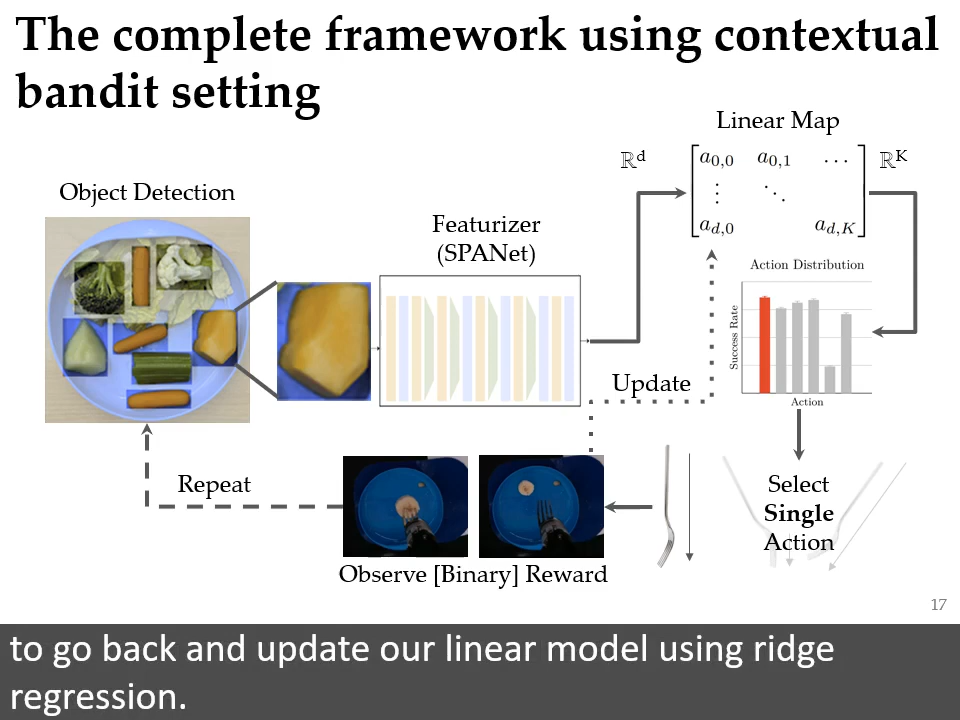 The complete framework using contextual
bandit setting
Linear Map
ℝd
a0,0 a0,1 ···
⋮ ⋱
ad,0 ad,K
ℝK
Object Detection
Featurizer
(SPANet)
Action Distribution
Success Rate
Action
Update
Repeat
Select
Single
Action
Observe [Binary] Reward
17
to go back and update our linear model using ridge
regression.